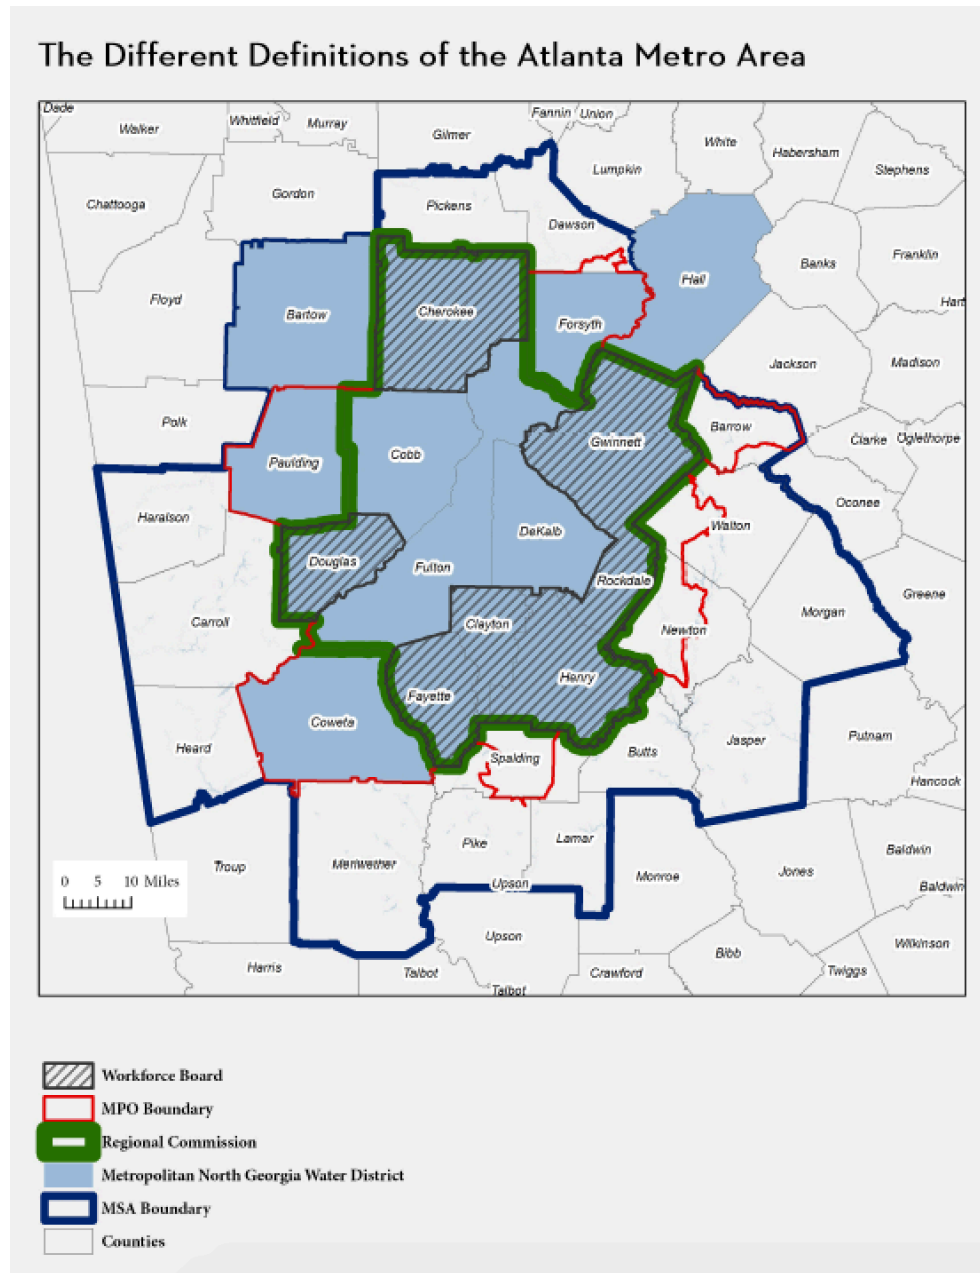 The Different Definitions of the Atlanta Metro Area
Dade
Walker
Whitfield
Murray
Gilmer
Fannin
Union
White
Habersham
Stephens
Lumpkin
Chattooga
Gordon
Pickens
Dawson
Franklin
Banks
Hall
Hart
Floyd
Bartow
Cherokee
Forsyth
Jackson
Madison
Polk
Paulding
Cobb
Gwinnett
Barrow
Clarke
Oglethorpe
Oconee
Haralson
Walton
DeKalb
Douglas
Fulton
Rockdale
Greene
Carroll
Clayton
Newton
Morgan
Henry
Fayette
Coweta
Heard
Spalding
Butts
Jasper
Putnam
Hancock
Troup
Meriwether
Pike
Lamar
Monroe
Jones
Baldwin
Baldwin
Upson
Upson
Bibb
Wilkinson
Harris
Talbot
Talbot
Crawford
Twiggs
0 5 10 Miles
Workforce Board
MPO Boundary
Regional Commission
Metropolitan North Georgia Water District
MSA Boundary
Counties